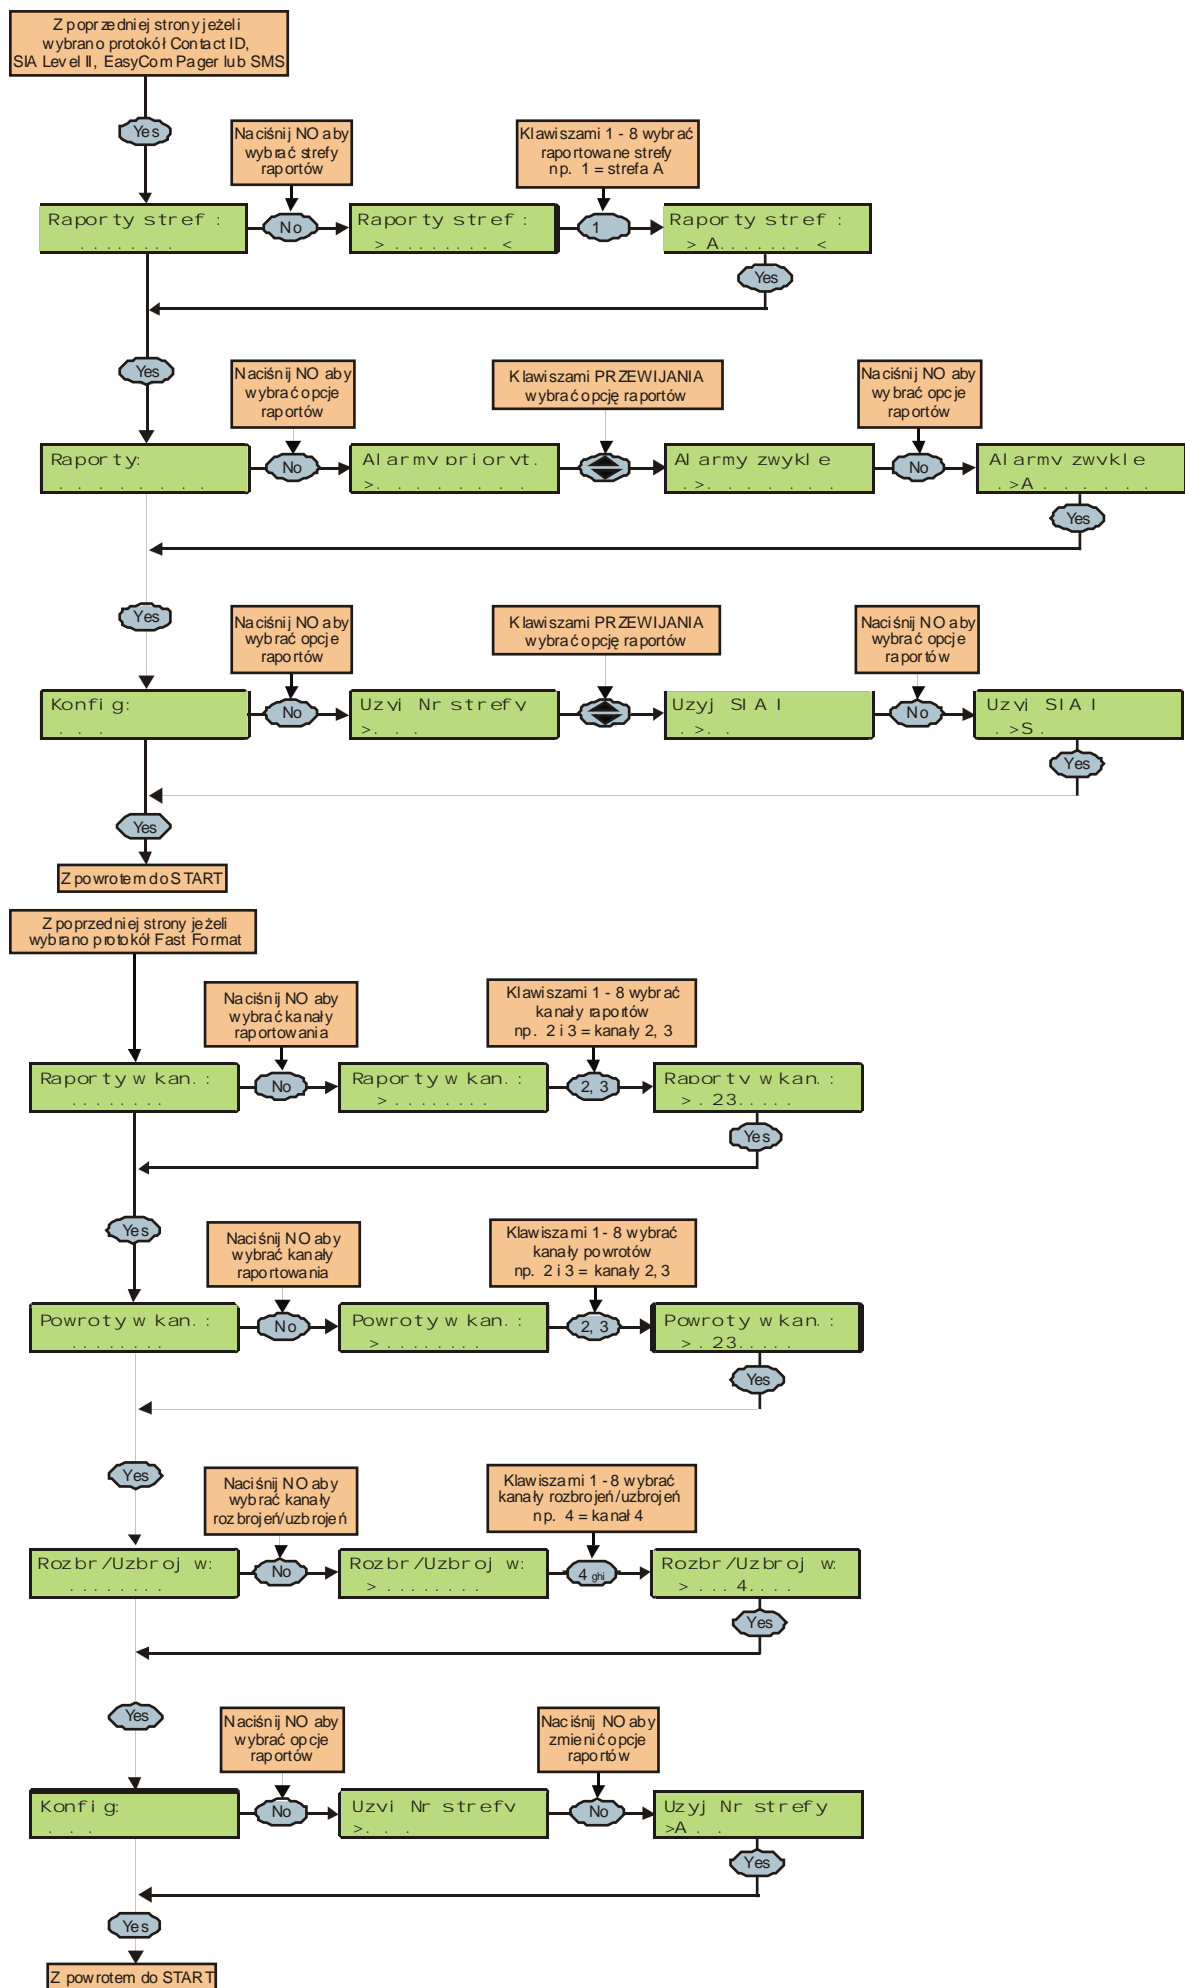 Z poprzedniej strony jeżeli
wybrano protokół Contact ID,
SIA Level II, EasyCom Pager lub SMS
Yes
Naciśnij NO aby
wybrać strefy
raportów
Klawiszami 1 - 8 wybrać
raportowane strefy
np. 1 = strefa A
Raporty stref :
. . . . . . . .
No
Raporty stref :
> . . . . . . . . <
1
Raporty stref :
> A. . . . . . . <
Yes
Yes
Naciśnij NO aby
wybrać opcje
raportów
Klawiszami PRZEWIJANIA
wybrać opcję raportów
Naciśnij NO aby
wybrać opcje
raportów
Raporty:
. . . . . . . .
No
Alarmy prioryt.
>. . . . . . . .
Alarmy zwykle
. >. . . . . . .
No
Alarmy zwykle
. >A . . . . . .
Yes
Yes
Naciśnij NO aby
wybrać opcje
raportów
Klawiszami PRZEWIJANIA
wybrać opcję raportów
Naciśnij NO aby
wybrać opcje
raportów
Konfig:
. . .
No
Uzyj Nr strefy
>. . .
Uzyj SIA I
. >. .
No
Uzyj SIA I
. >S .
Yes
Yes
Z powrotem do START
Z poprzedniej strony jeżeli
wybrano protokół Fast Format
Naciśnij NO aby
wybrać kanały
raportowania
Klawiszami 1 - 8 wybrać
kanały raportów
np. 2 i 3 = kanały 2, 3
Raporty w kan. :
. . . . . . . .
No
Raporty w kan. :
> . . . . . . . .
2, 3
Raporty w kan. :
> . 23. . . . .
Yes
Yes
Naciśnij NO aby
wybrać kanały
raportowania
Klawiszami 1 - 8 wybrać
kanały powrotów
np. 2 i 3 = kanały 2, 3
Powroty w kan. :
. . . . . . . .
No
Powroty w kan. :
> . . . . . . . .
2, 3
Powroty w kan. :
> . 23. . . . .
Yes
Yes
Naciśnij NO aby
wybrać kanały
rozbrojeń/uzbrojeń
Klawiszami 1 - 8 wybrać
kanały rozbrojeń/uzbrojeń
np. 4 = kanał 4
Rozbr/Uzbroj w:
. . . . . . . .
No
Rozbr/Uzbroj w:
> . . . . . . . .
4 ghi
Rozbr/Uzbroj w:
> . . . 4. . . .
Yes
Yes
Naciśnij NO aby
wybrać opcje
raportów
Naciśnij NO aby
zmienić opcje
raportów
Konfig:
. . .
No
Uzyj Nr strefy
>. . .
No
Uzyj Nr strefy
>A . .
Yes
Yes
Z powrotem do START